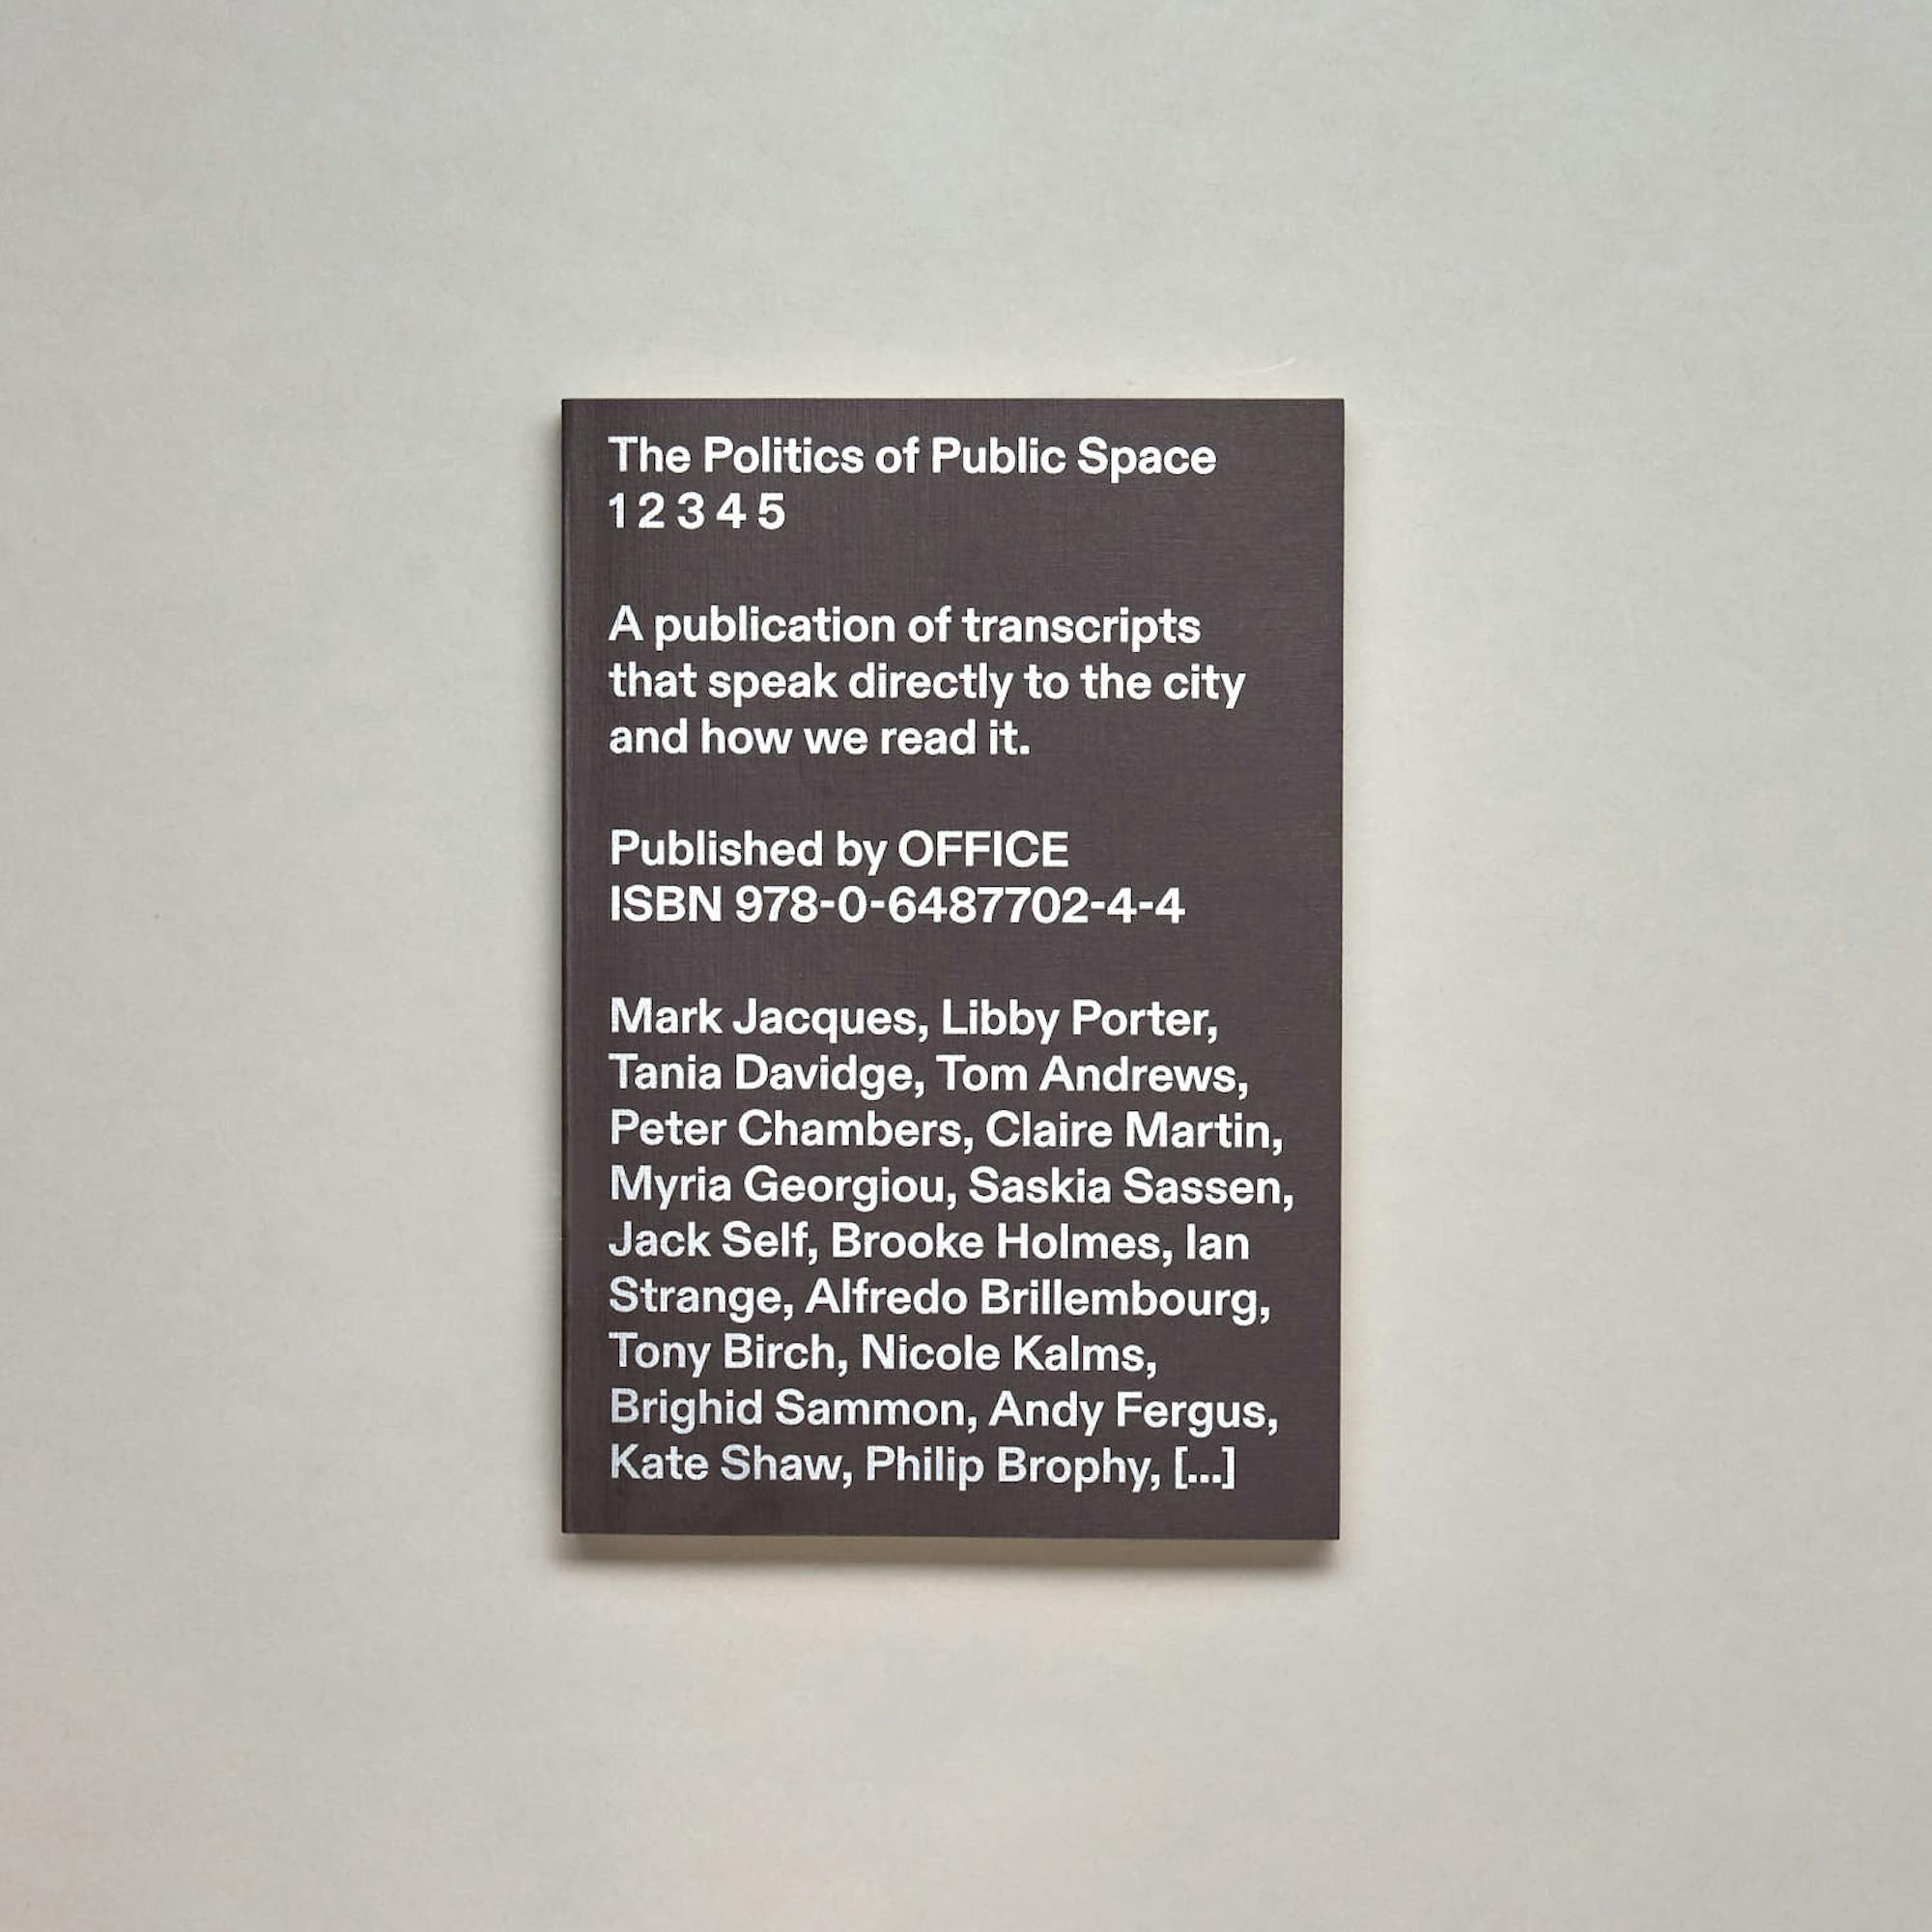 The Politics of Public Space
1 2 3 4 5
A publication of transcripts
that speak directly to the city
and how we read it.
Published by OFFICE
ISBN 978-0-6487702-4-4
Mark Jacques, Libby Porter,
Tania Davidge, Tom Andrews,
Peter Chambers, Claire Martin,
Myria Georgiou, Saskia Sassen,
Jack Self, Brooke Holmes, Ian
Strange, Alfredo Brillembourg,
Tony Birch, Nicole Kalms,
Brighid Sammon, Andy Fergus,
Kate Shaw, Philip Brophy, [...]